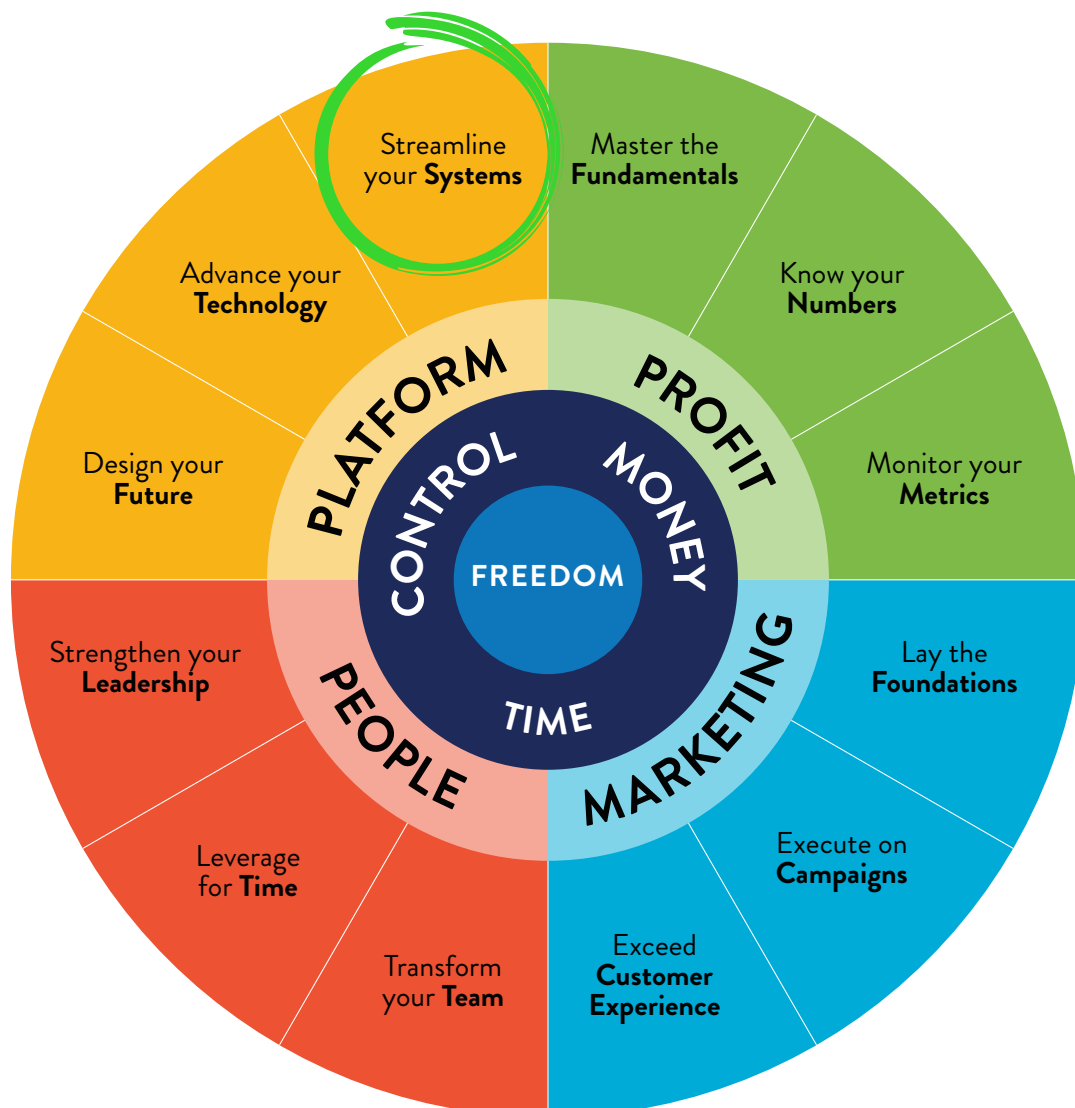 Streamline
your Systems
Master the
Fundamentals
Advance your
Technology
Know your
Numbers
Design your
Future
Monitor your
Metrics
PLATFORM
PROFIT
CONTROL
MONEY
FREEDOM
TIME
PEOPLE
MARKETING
Strengthen your
Leadership
Lay the
Foundations
Leverage
for Time
Execute on
Campaigns
Transform
your Team
Exceed
Customer
Experience